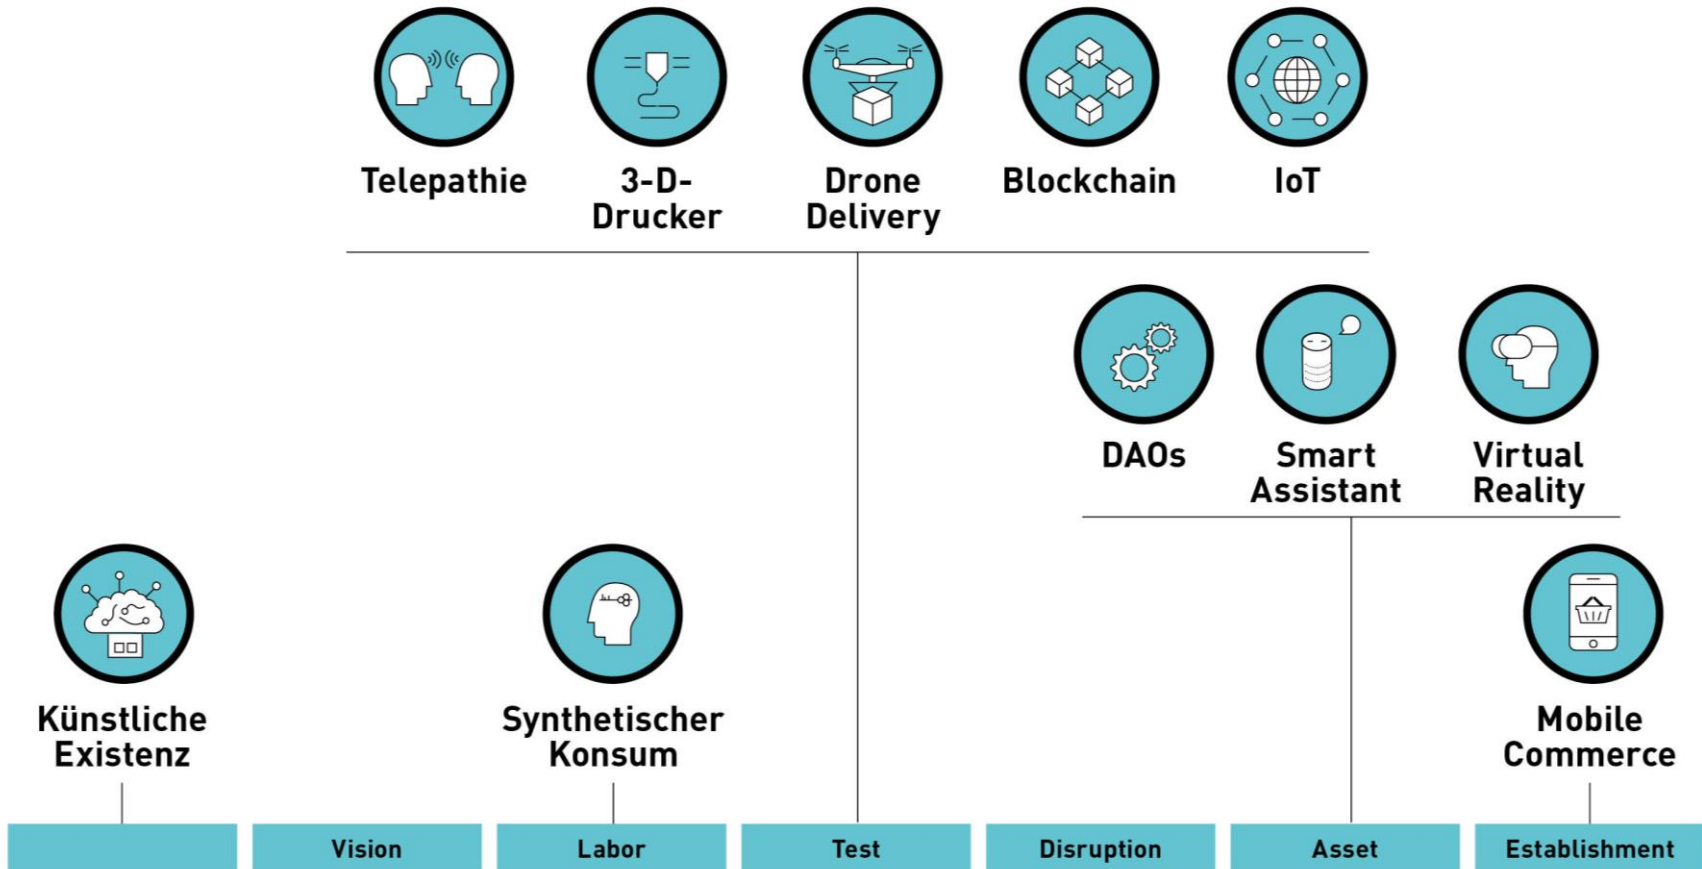 Telepathie
3-D-
Drucker
Drone
Delivery
Blockchain
IoT
DAOs
Smart
Assistant
Virtual
Reality
Künstliche
Existenz
Synthetischer
Konsum
Mobile
Commerce
Vision
Labor
Test
Disruption
Asset
Establishment